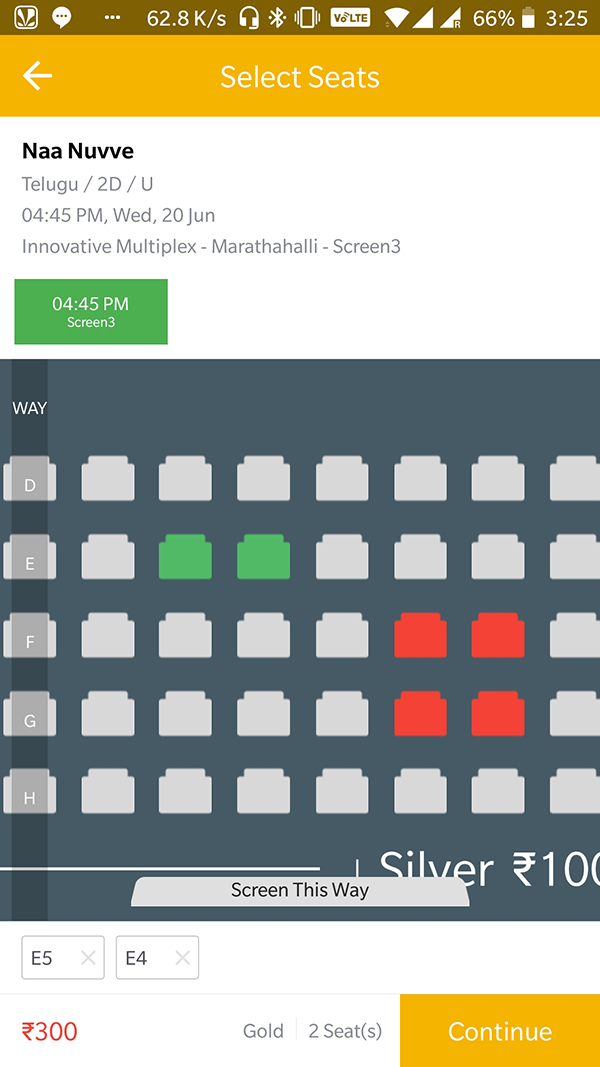 ••• 62.8 K/s VoLTE R 66% 3:25
Select Seats
Naa Nuvve
Telugu / 2D / U
04:45 PM, Wed, 20 Jun
Innovative Multiplex - Marathahalli - Screen3
04:45 PM
Screen3
WAY
D
E
F
G
H
Silver ₹100
Screen This Way
E5 × E4 ×
₹300 Gold 2 Seat(s) Continue